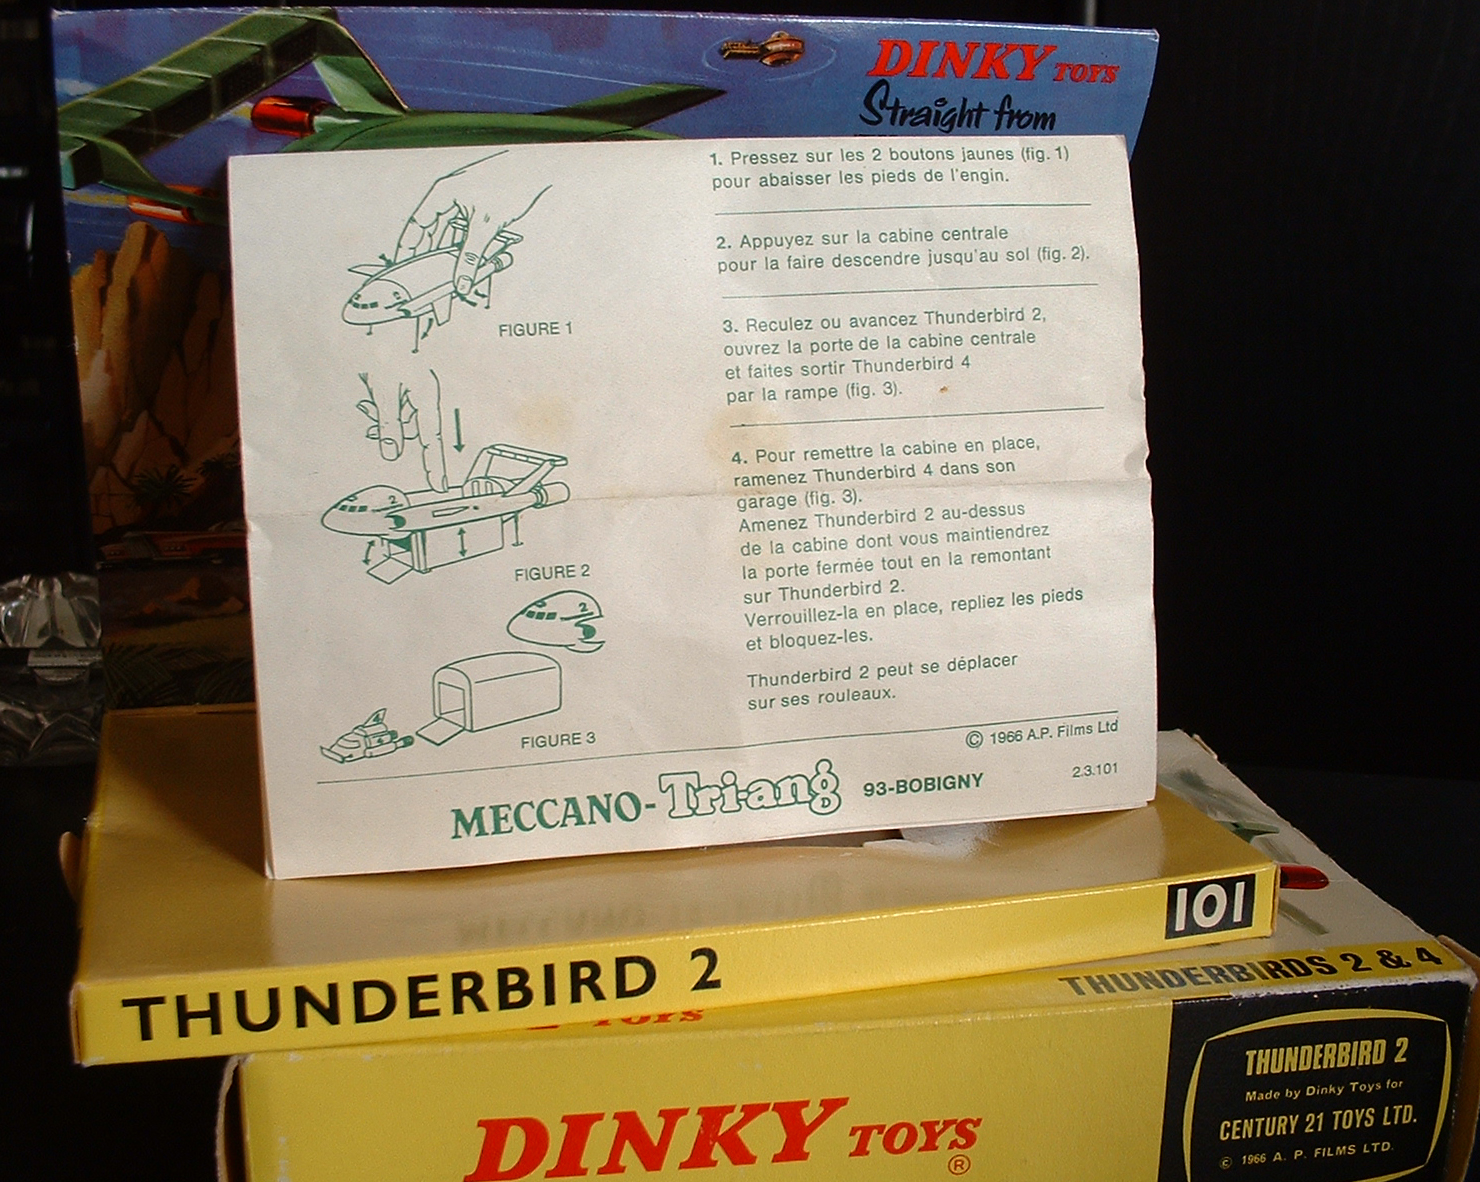 DINKY TOYS
Straight from
1. Pressez sur les 2 boutons jaunes (fig. 1)
pour abaisser les pieds de l'engin.
2. Appuyez sur la cabine centrale
pour la faire descendre jusqu'au sol (fig. 2).
3. Reculez ou avancez Thunderbird 2,
ouvrez la porte de la cabine centrale
et faites sortir Thunderbird 4
par la rampe (fig. 3).
4. Pour remettre la cabine en place,
ramenez Thunderbird 4 dans son
garage (fig. 3).
Amenez Thunderbird 2 au-dessus
de la cabine dont vous maintiendrez
la porte fermée tout en la remontant
sur Thunderbird 2.
Verrouillez-la en place, repliez les pieds
et bloquez-les.
Thunderbird 2 peut se déplacer
sur ses rouleaux.
FIGURE 1
2
FIGURE 2
2
4
FIGURE 3
© 1966 A.P. Films Ltd
MECCANO-Tri-ang 93-BOBIGNY
2.3.101
THUNDERBIRD 2
101
THUNDERBIRDS 2 & 4
TOYS
DINKY TOYS
®
THUNDERBIRD 2
Made by Dinky Toys for
CENTURY 21 TOYS LTD.
© 1966 A. P. FILMS LTD.